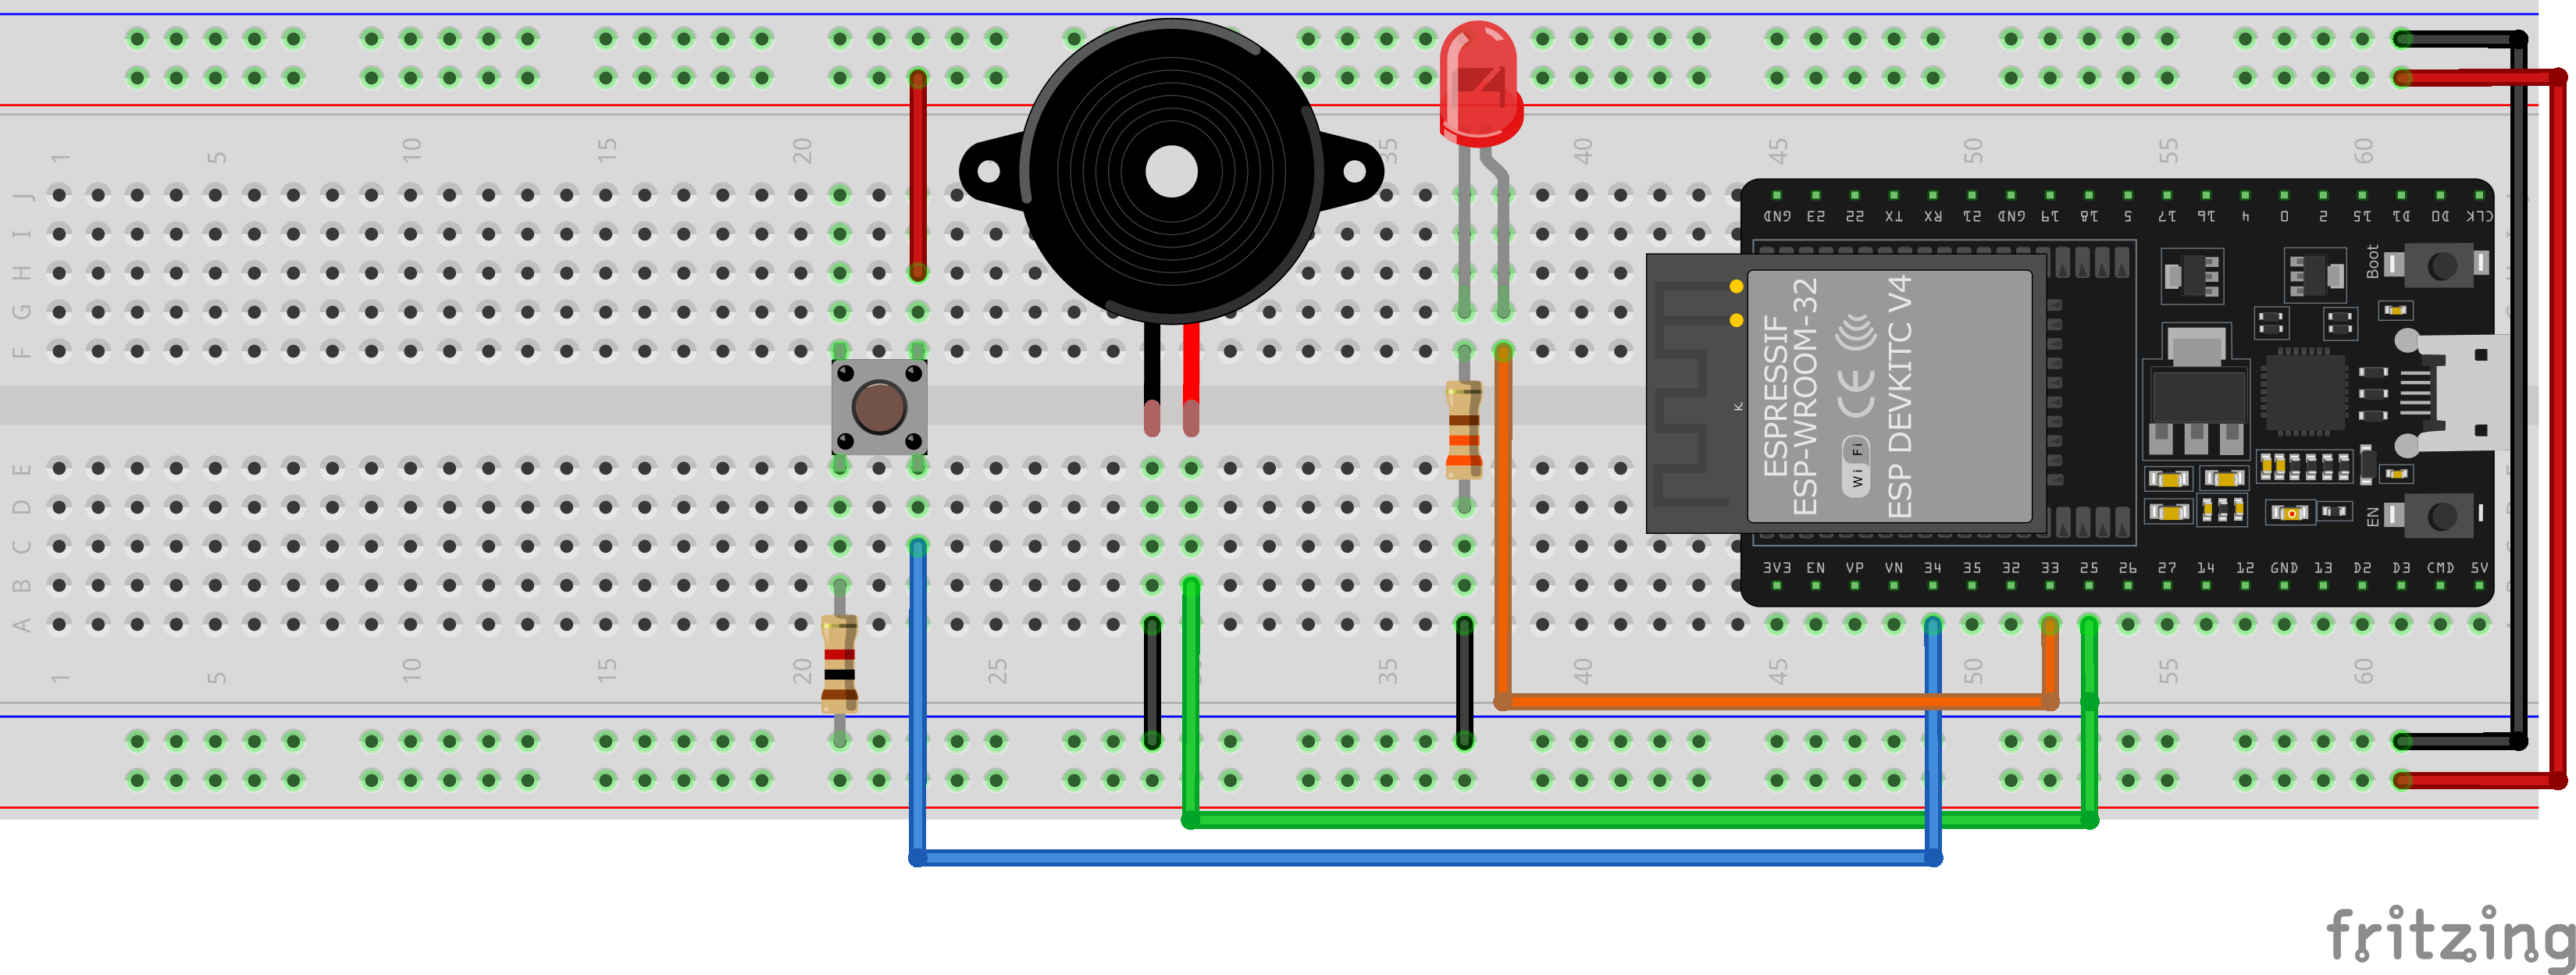 1 5 10 15 20 35 40 45 50 55 60
J
I
H
G
F
E
D
C
B
A
GND 23 22 TX RX 21 GND 19 18 5 17 16 4 0 2 15 D1 D0 CLK
Boot
ESPRESSIF
ESP-WROOM-32
CE
Wi Fi
ESP DEVKITC V4
K
EN
3V3 EN VP VN 34 35 32 33 25 26 27 14 12 GND 13 D2 D3 CMD 5V
1 5 10 15 20 25 35 40 45 50 55 60
fritzing